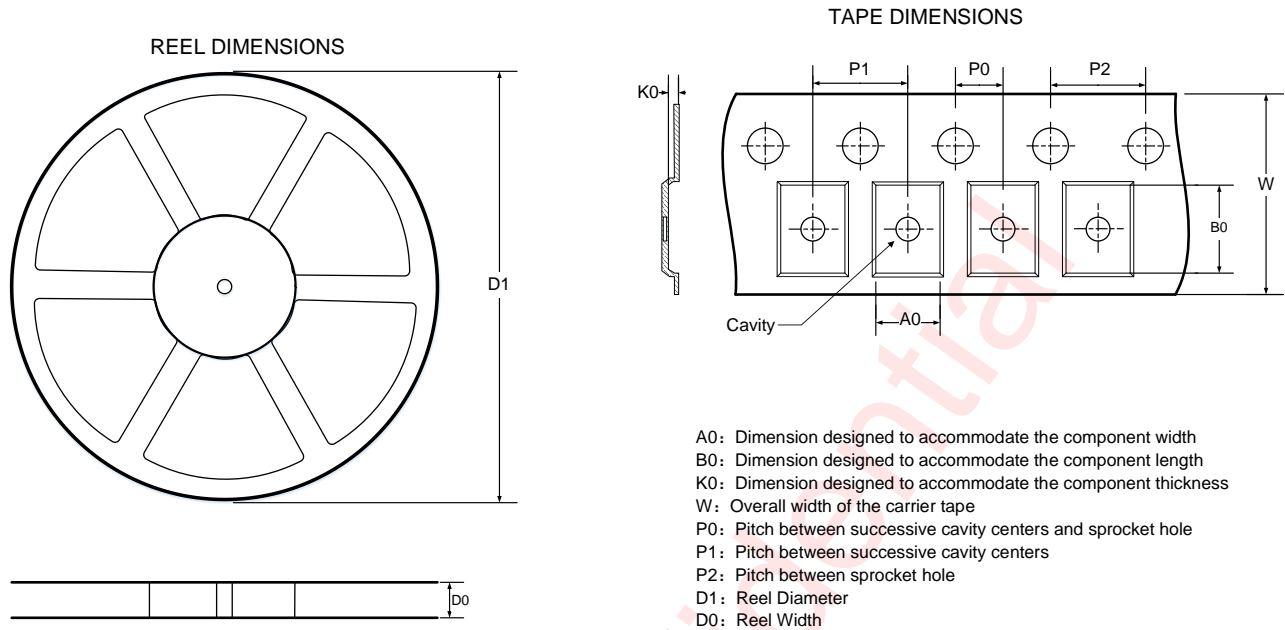 REEL DIMENSIONS
D1
D0
TAPE DIMENSIONS
K0
P1
P0
P2
W
B0
A0
Cavity
A0：Dimension designed to accommodate the component width
B0：Dimension designed to accommodate the component length
K0：Dimension designed to accommodate the component thickness
W：Overall width of the carrier tape
P0：Pitch between successive cavity centers and sprocket hole
P1：Pitch between successive cavity centers
P2：Pitch between sprocket hole
D1：Reel Diameter
D0：Reel Width
idential